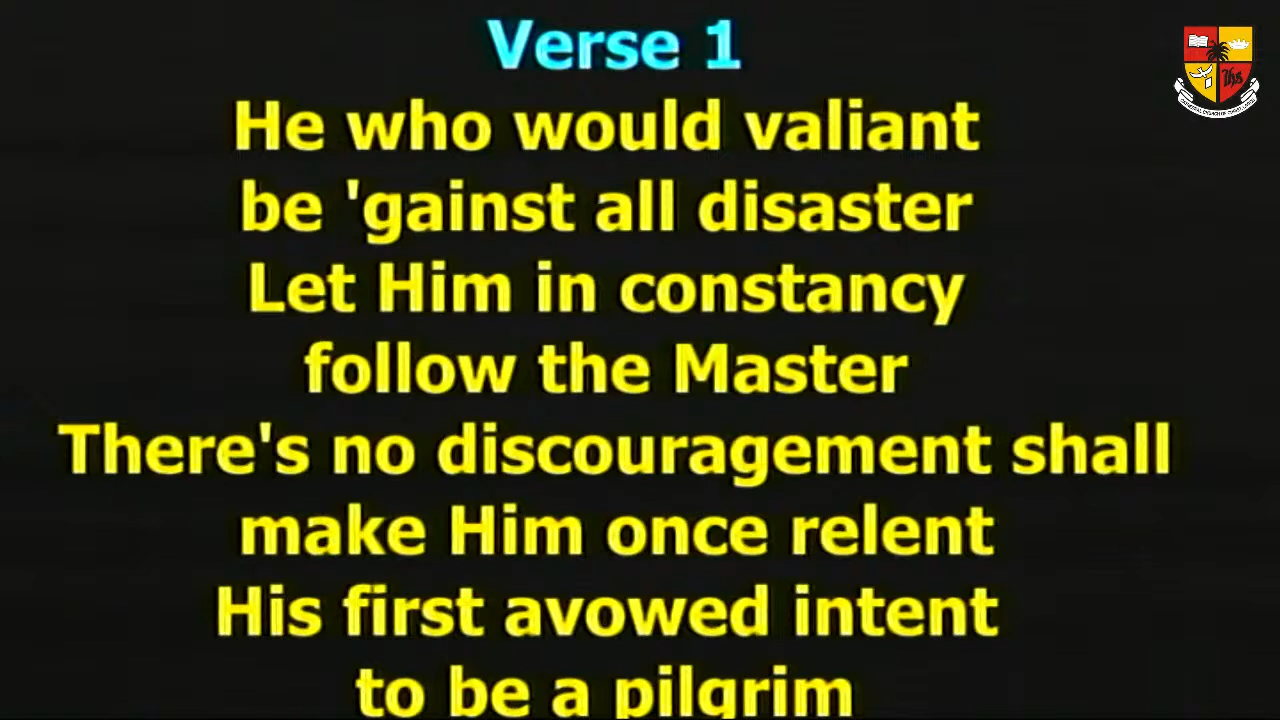 Verse 1
He who would valiant
be 'gainst all disaster
Let Him in constancy
follow the Master
There's no discouragement shall
make Him once relent
His first avowed intent
to be a pilgrim